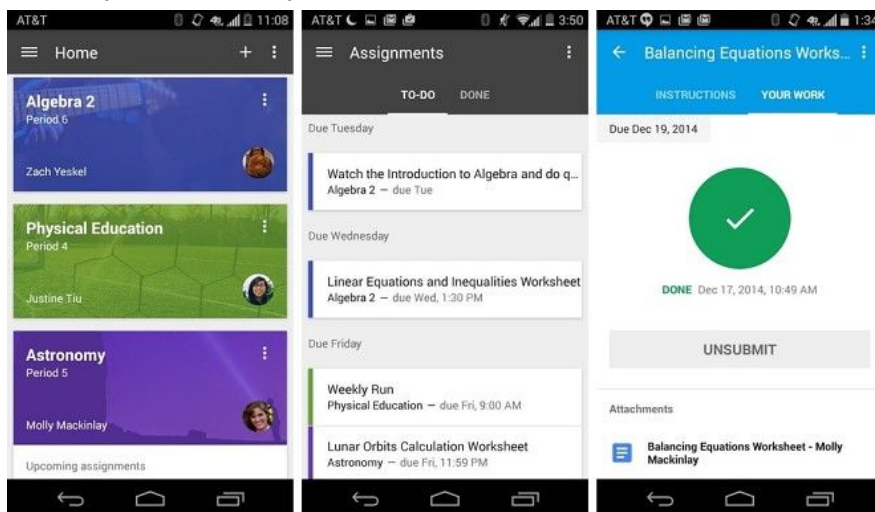 AT&T 11:08
Home
Algebra 2
Period 6
Zach Yeskel
Physical Education
Period 4
Justine Tiu
Astronomy
Period 5
Molly Mackinlay
Upcoming assignments
AT&T 3:50
Assignments
TO-DO DONE
Due Tuesday
Watch the Introduction to Algebra and do q...
Algebra 2 – due Tue
Due Wednesday
Linear Equations and Inequalities Worksheet
Algebra 2 – due Wed, 1:30 PM
Due Friday
Weekly Run
Physical Education – due Fri, 9:00 AM
Lunar Orbits Calculation Worksheet
Astronomy – due Fri, 11:59 PM
AT&T 1:34
Balancing Equations Works...
INSTRUCTIONS YOUR WORK
Due Dec 19, 2014
DONE Dec 17, 2014, 10:49 AM
UNSUBMIT
Attachments
Balancing Equations Worksheet - Molly
Mackinlay